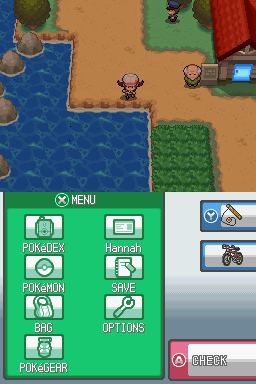 MENU
POKéDEX
Hannah
POKéMON
SAVE
BAG
OPTIONS
POKéGEAR
Y
CHECK